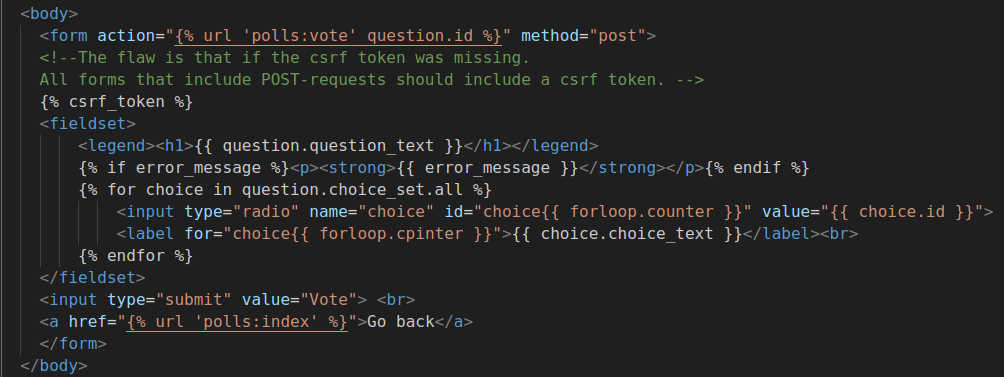 <body>
<form action="{% url 'polls:vote' question.id %}" method="post">
<!--The flaw is that if the csrf token was missing.
All forms that include POST-requests should include a csrf token. -->
{% csrf_token %}
<fieldset>
<legend><h1>{{ question.question_text }}</h1></legend>
{% if error_message %}<p><strong>{{ error_message }}</strong></p>{% endif %}
{% for choice in question.choice_set.all %}
<input type="radio" name="choice" id="choice{{ forloop.counter }}" value="{{ choice.id }}">
<label for="choice{{ forloop.cpinter }}">{{ choice.choice_text }}</label><br>
{% endfor %}
</fieldset>
<input type="submit" value="Vote"> <br>
<a href="{% url 'polls:index' %}">Go back</a>
</form>
</body>